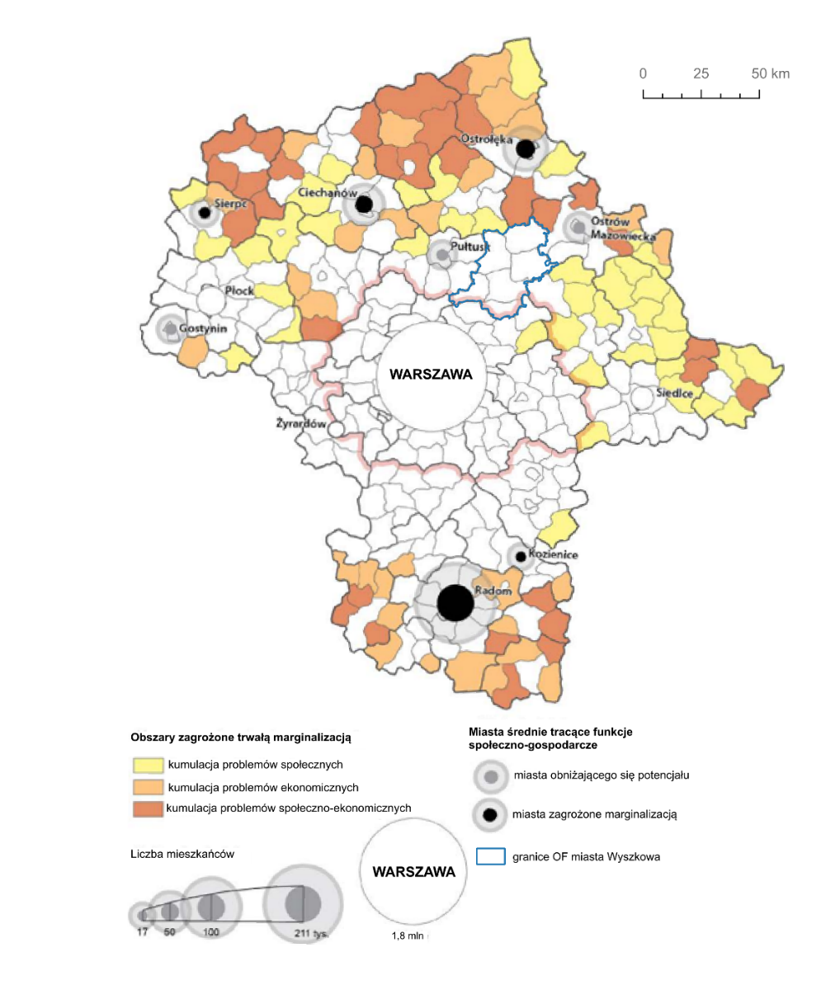 0 25 50 km
Ostrołęka
Ciechanów
Sierpc
Ostrów
Mazowiecka
Pułtusk
Płock
Gostynin
WARSZAWA
Siedlce
Żyrardów
Kozienice
Radom
Obszary zagrożone trwałą marginalizacją
kumulacja problemów społecznych
kumulacja problemów ekonomicznych
kumulacja problemów społeczno-ekonomicznych
Liczba mieszkańców
17 50 100 211 tys.
WARSZAWA
1,8 mln
Miasta średnie tracące funkcje
społeczno-gospodarcze
miasta obniżającego się potencjału
miasta zagrożone marginalizacją
granice OF miasta Wyszkowa